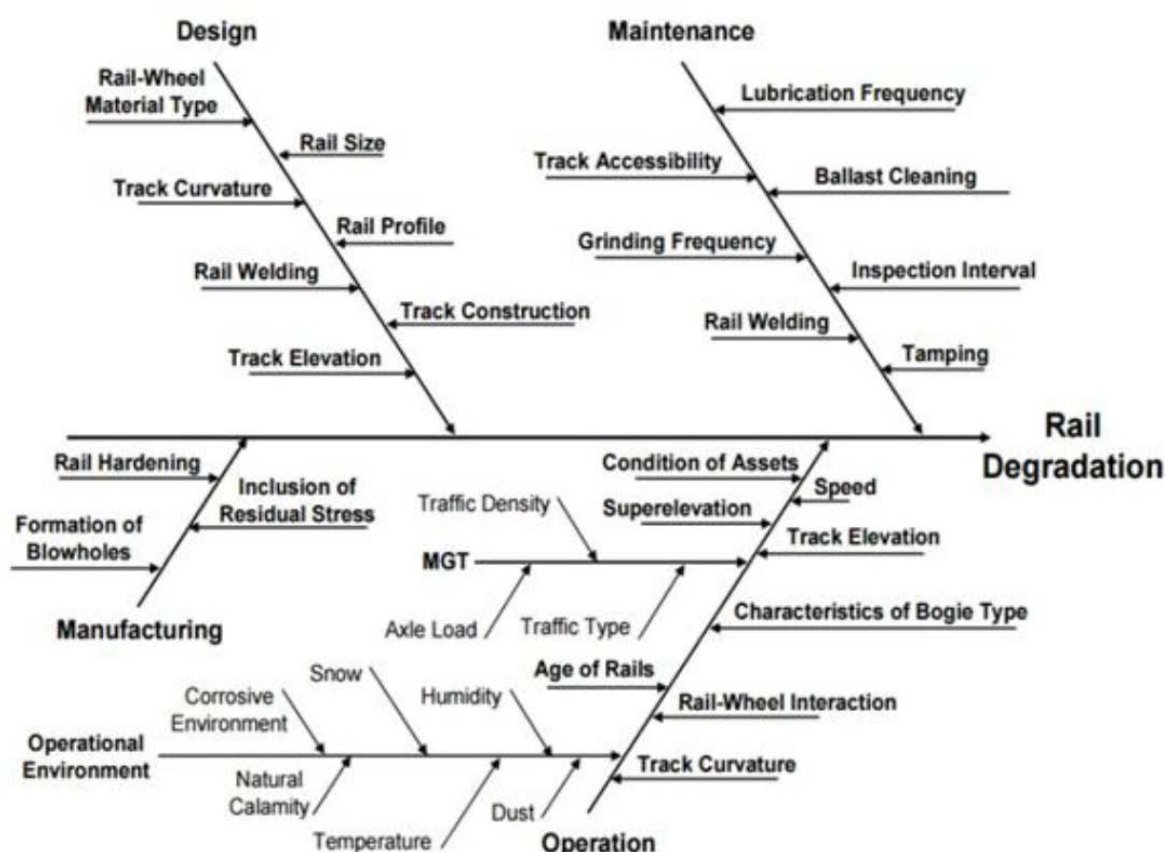 Design
Maintenance
Rail-Wheel
Material Type
Rail Size
Track Curvature
Rail Profile
Rail Welding
Track Construction
Track Elevation
Lubrication Frequency
Track Accessibility
Ballast Cleaning
Grinding Frequency
Inspection Interval
Rail Welding
Tamping
Rail
Degradation
Rail Hardening
Inclusion of
Residual Stress
Formation of
Blowholes
Manufacturing
Condition of Assets
Speed
Superelevation
Traffic Density
Track Elevation
MGT
Axle Load
Traffic Type
Characteristics of Bogie Type
Age of Rails
Rail-Wheel Interaction
Snow
Humidity
Corrosive
Environment
Operational
Environment
Track Curvature
Natural
Calamity
Temperature
Dust
Operation